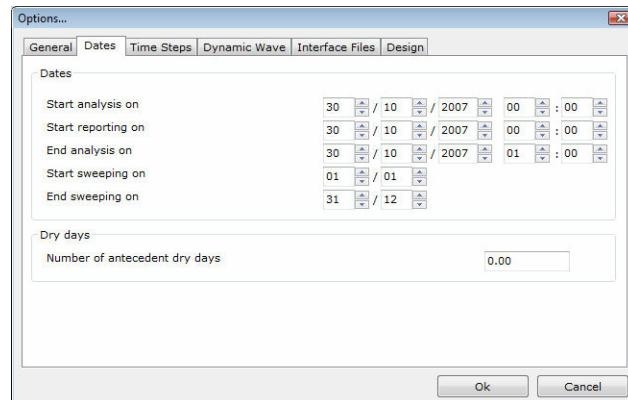 Options...
General Dates Time Steps Dynamic Wave Interface Files Design
Dates
Start analysis on 30 / 10 / 2007 00 : 00
Start reporting on 30 / 10 / 2007 00 : 00
End analysis on 30 / 10 / 2007 01 : 00
Start sweeping on 01 / 01
End sweeping on 31 / 12
Dry days
Number of antecedent dry days 0.00
Ok Cancel